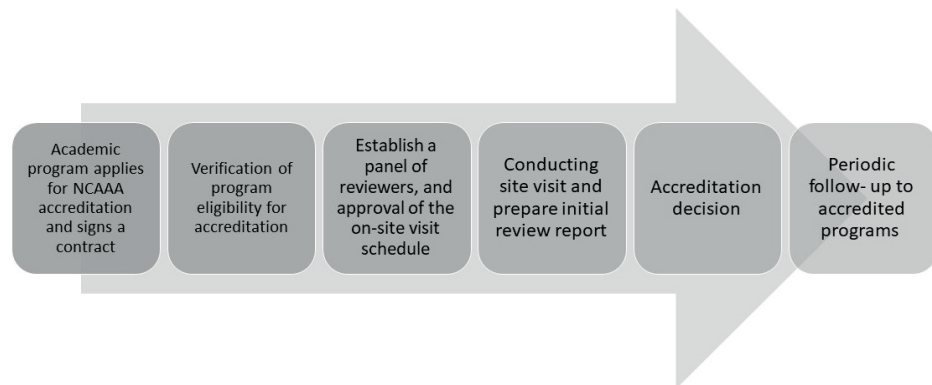 Academic
program applies
for NCAAA
accreditation
and signs a
contract
Verification of
program
eligibility for
accreditation
Establish a
panel of
reviewers, and
approval of the
on-site visit
schedule
Conducting
site visit and
prepare initial
review report
Accreditation
decision
Periodic
follow- up to
accredited
programs